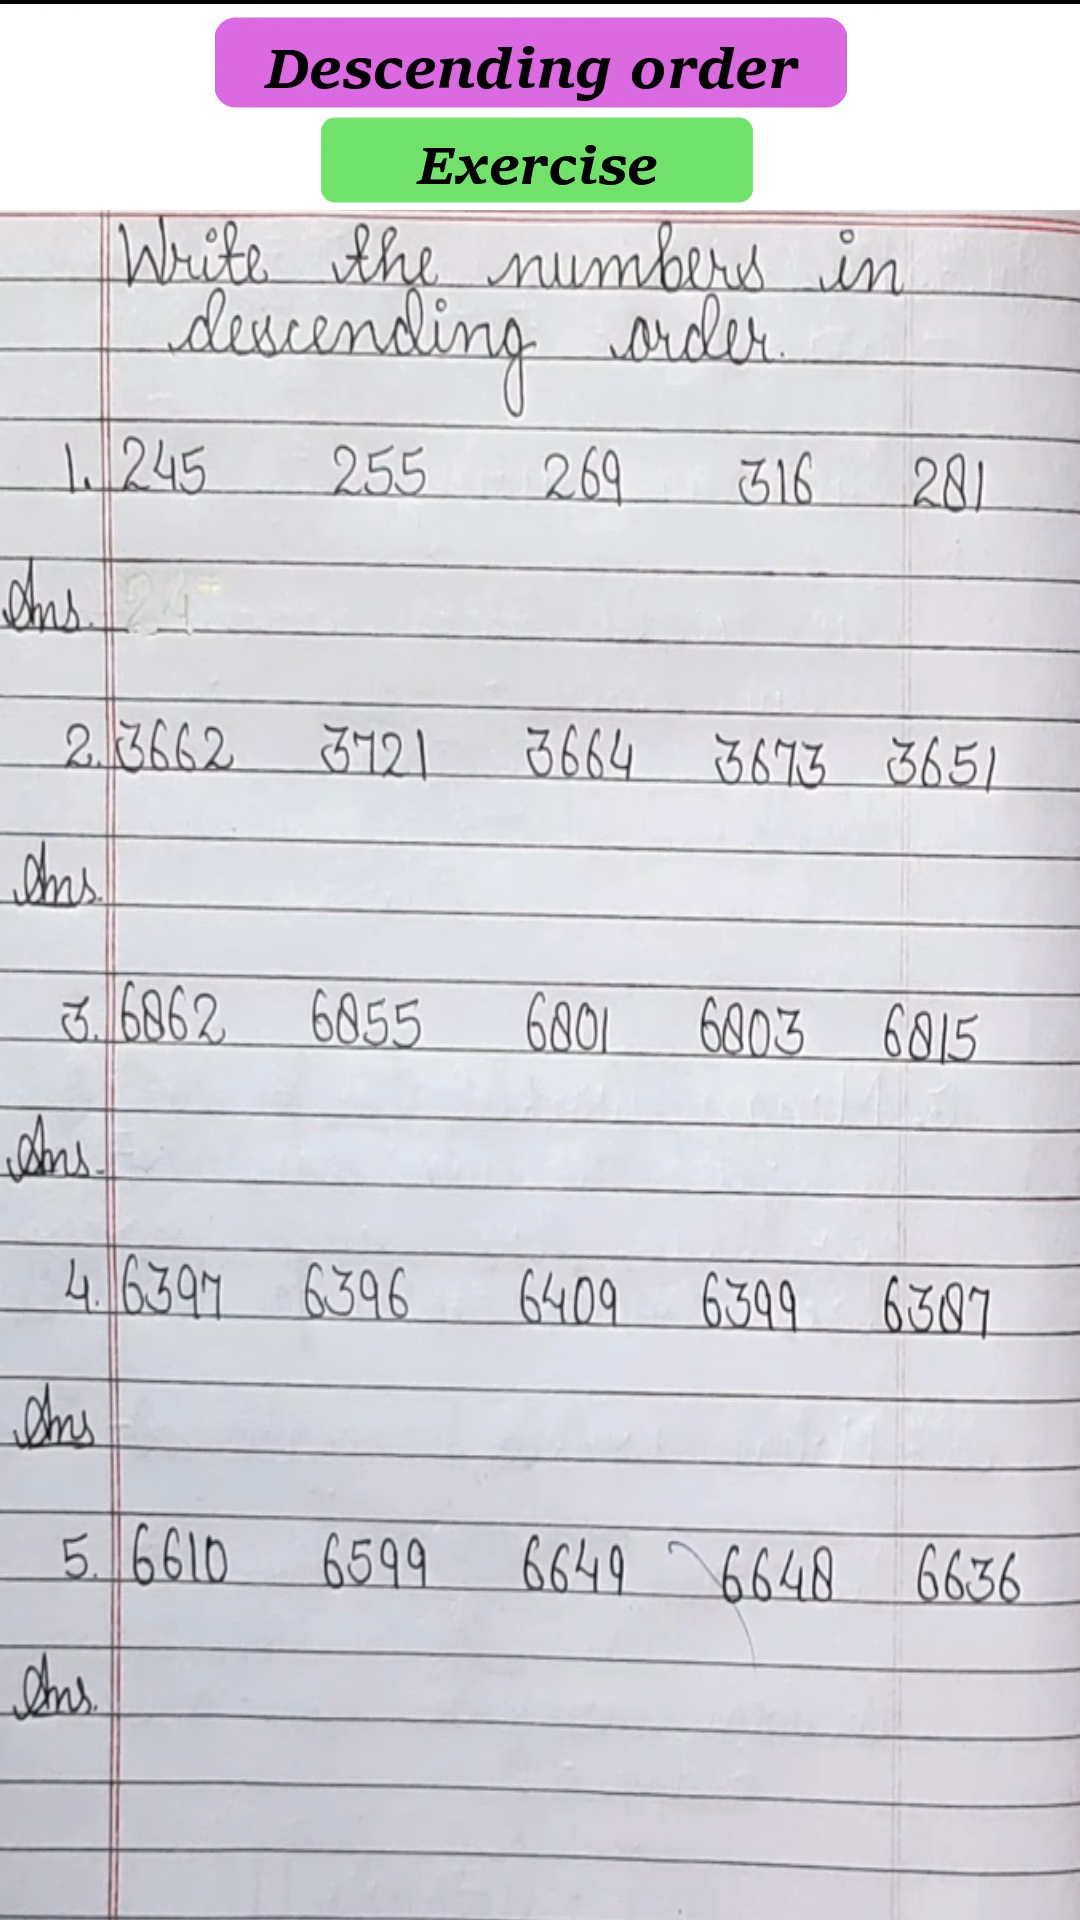 Descending order
Exercise
Write the numbers in
descending order.
1. 245 255 269 316 281
Ans. 24
2. 3662 3721 3664 3673 3651
Ans.
3. 6862 6855 6801 6803 6815
Ans.
4. 6397 6396 6409 6399 6387
Ans
5. 6610 6599 6649 6648 6636
Ans.